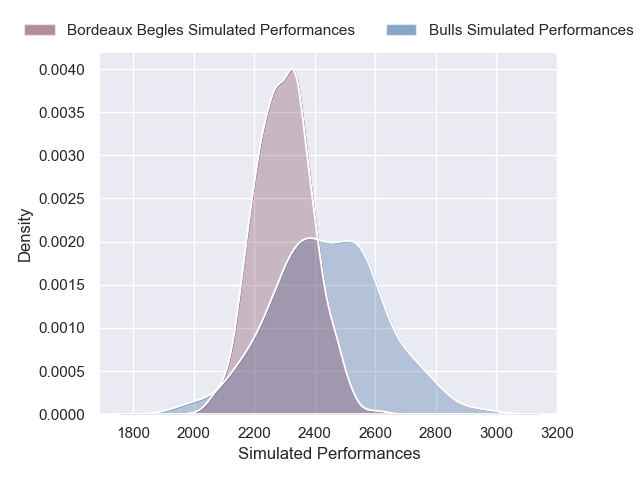 Bordeaux Begles Simulated Performances Bulls Simulated Performances
0.0040
0.0035
0.0030
0.0025
0.0020
0.0015
0.0010
0.0005
0.0000
Density
1800 2000 2200 2400 2600 2800 3000 3200
Simulated Performances